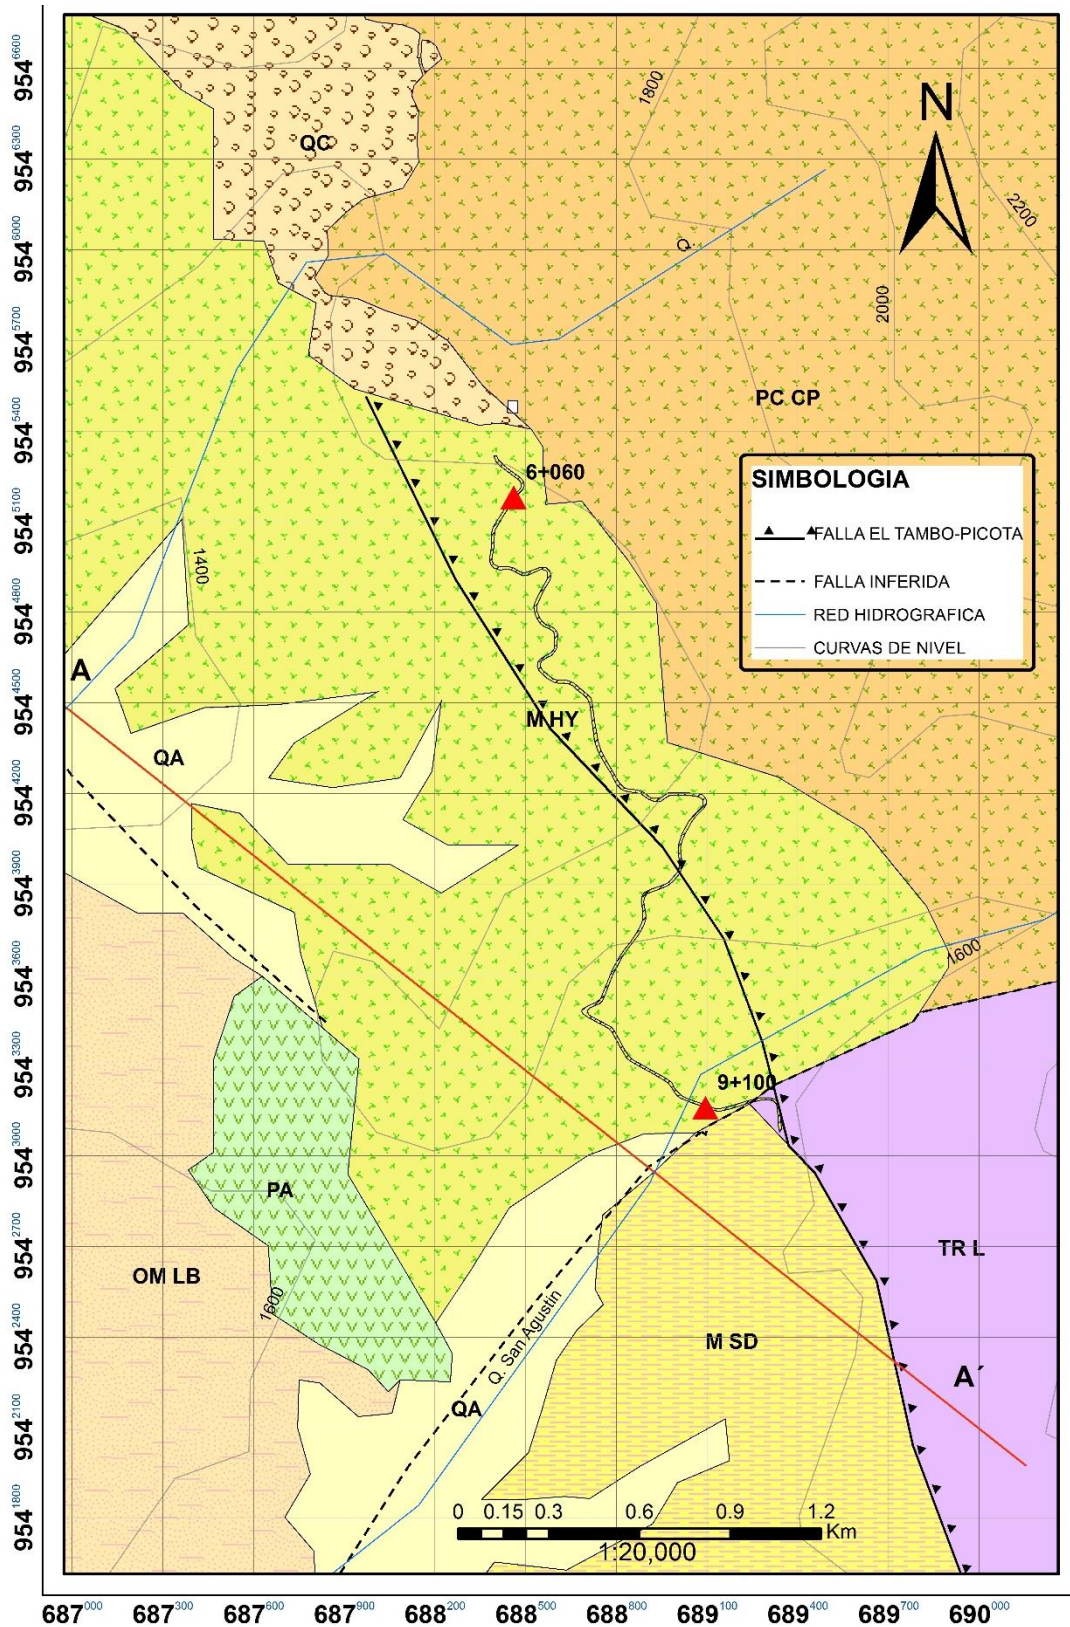 954 6600
954 6300
954 6000
954 5700
954 5400
954 5100
954 4800
954 4500
954 4200
954 3900
954 3600
954 3300
954 3000
954 2700
954 2400
954 2100
954 1800
N
1800
2200
QC
Q.
2000
PC CP
6+060
SIMBOLOGIA
FALLA EL TAMBO-PICOTA
FALLA INFERIDA
RED HIDROGRAFICA
CURVAS DE NIVEL
1400
A
M HY
QA
1600
9+100
PA
TR L
OM LB
1600
M SD
Q. San Agustin
A´
QA
0 0.15 0.3 0.6 0.9 1.2
Km
1:20,000
687 000 687 300 687 600 687 900 688 200 688 500 688 800 689 100 689 400 689 700 690 000